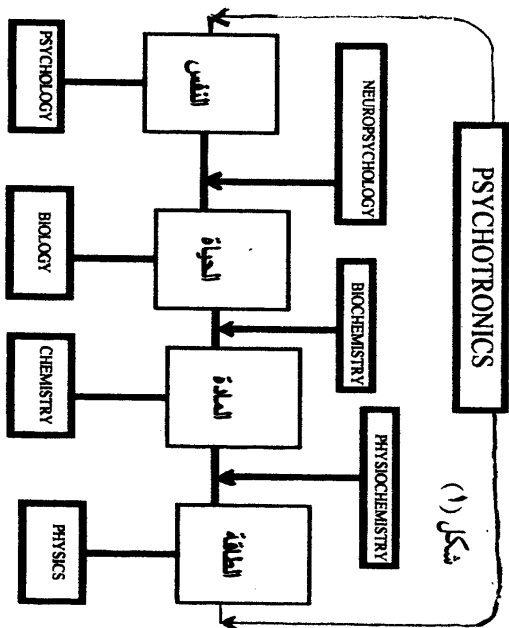 PSYCHOTRONICS
شكل (١)
NEUROPSYCHOLOGY
BIOCHEMISTRY
PHYSIOCHEMISTRY
النفس
الحياة
المادة
الطاقة
PSYCHOLOGY
BIOLOGY
CHEMISTRY
PHYSICS